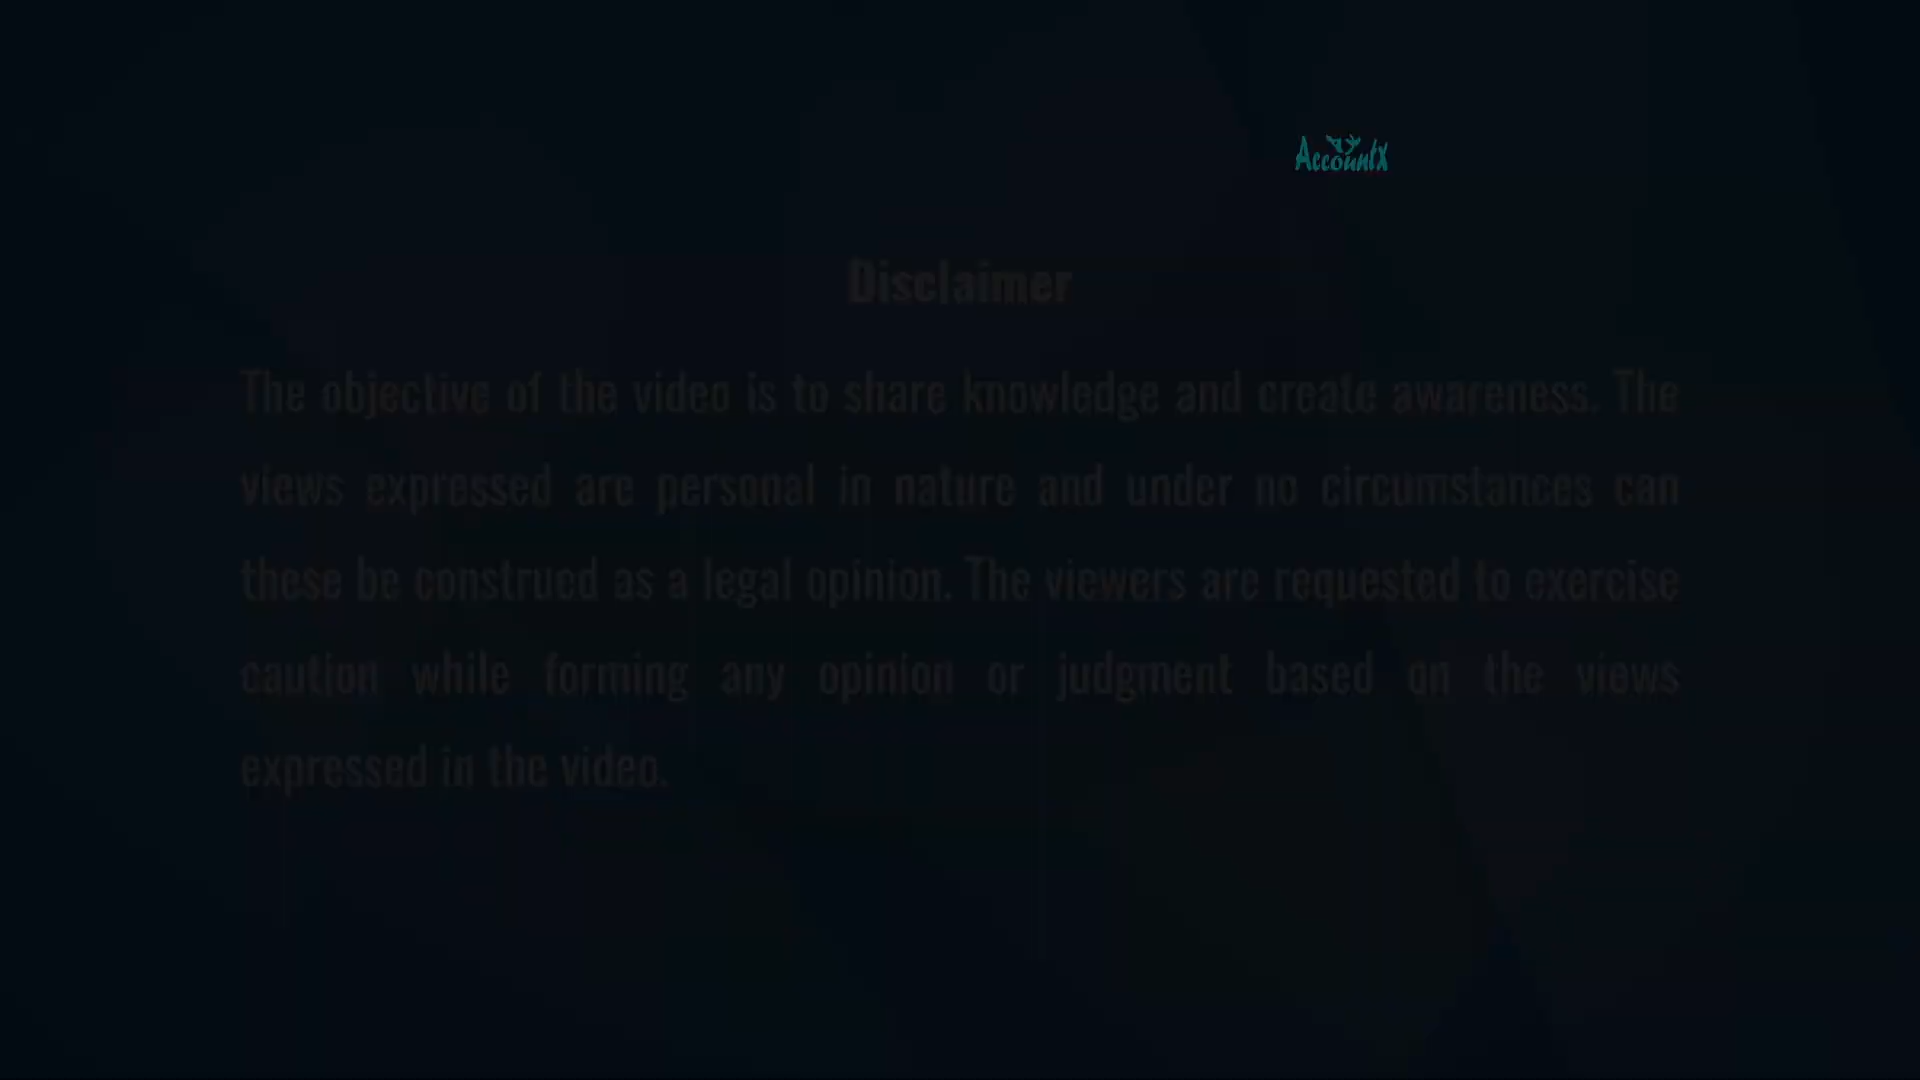 AccountX
Disclaimer
The objective of the video is to share knowledge and create awareness. The
views expressed are personal in nature and under no circumstances can
these be construed as a legal opinion. The viewers are requested to exercise
caution while forming any opinion or judgment based on the views
expressed in the video.